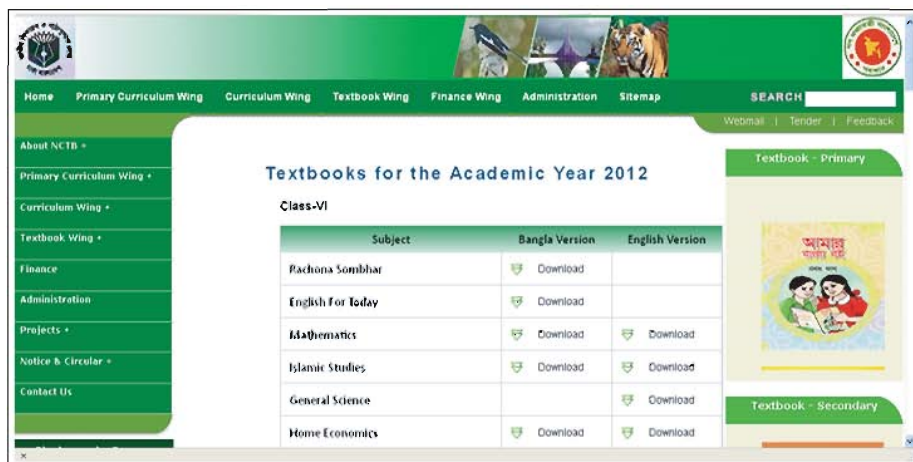 Home Primary Curriculum Wing Curriculum Wing Textbook Wing Finance Wing Administration Sitemap SEARCH
Webmail | Tender | Feedback
About NCTB +
Primary Curriculum Wing +
Curriculum Wing +
Textbook Wing +
Finance
Administration
Projects +
Notice & Circular +
Contact Us
Textbooks for the Academic Year 2012
Class-VI
Subject Bangla Version English Version
Rachona Sombhar Download
English For Today Download
Mathematics Download Download
Islamic Studies Download Download
General Science Download
Home Economics Download Download
Textbook - Primary
আমার
বাংলা বই
Textbook - Secondary